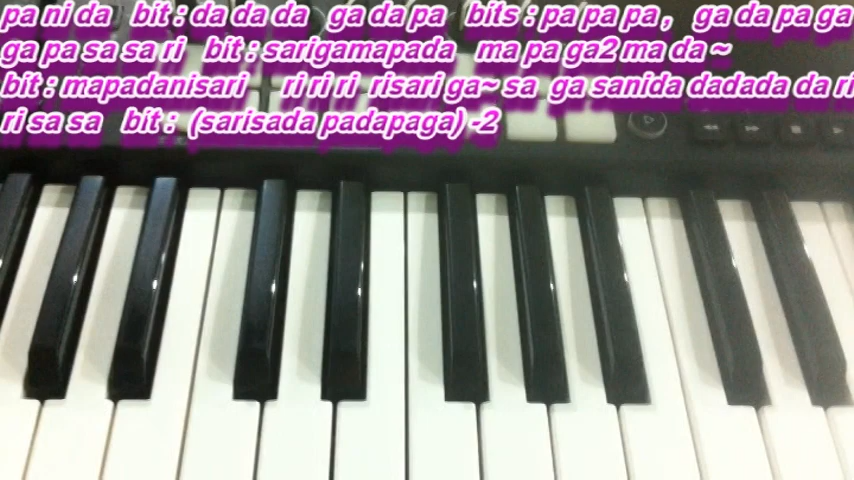 pa ni da bit : da da da ga da pa bits : pa pa pa , ga da pa ga
ga pa sa sa ri bit : sarigamapada ma pa ga2 ma da ~
bit : mapadanisari ri ri ri risari ga~ sa ga sanida dadada da ri
ri sa sa bit : (sarisada padapaga) -2